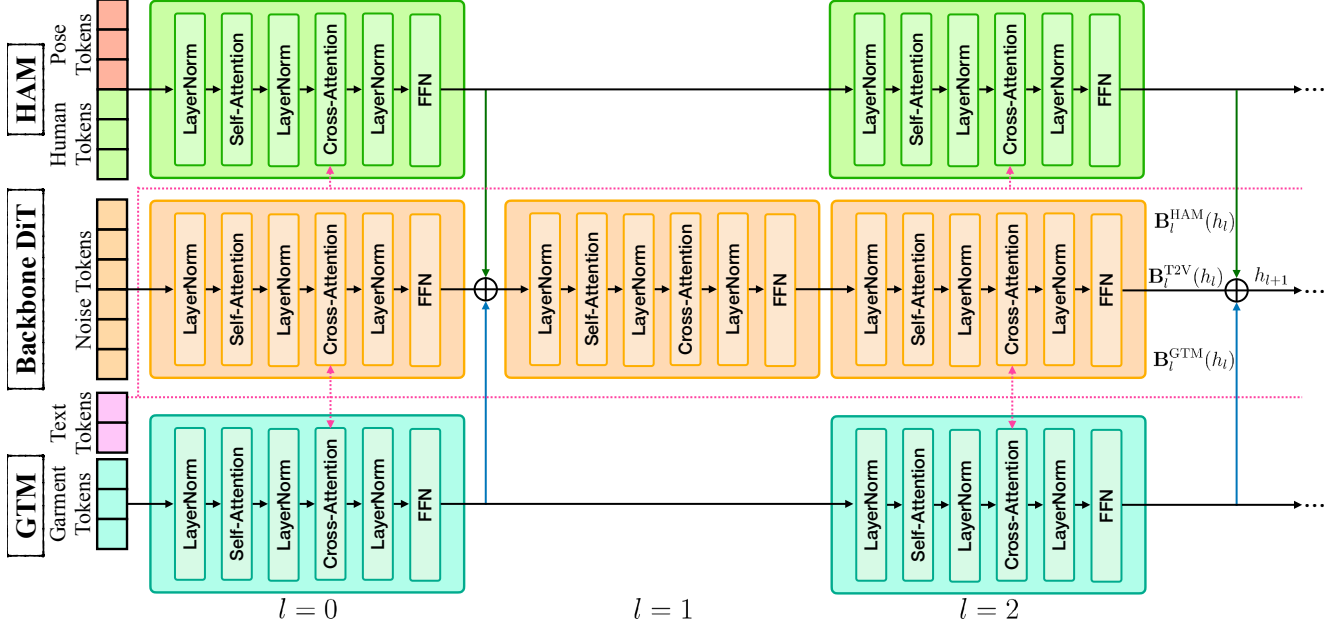 HAM
Pose
Tokens
Human
Tokens
LayerNorm
Self-Attention
LayerNorm
Cross-Attention
LayerNorm
FFN
LayerNorm
Self-Attention
LayerNorm
Cross-Attention
LayerNorm
FFN
...
Backbone DiT
Noise Tokens
LayerNorm
Self-Attention
LayerNorm
Cross-Attention
LayerNorm
FFN
LayerNorm
Self-Attention
LayerNorm
Cross-Attention
LayerNorm
FFN
LayerNorm
Self-Attention
LayerNorm
Cross-Attention
LayerNorm
FFN
B_l^HAM(h_l)
B_l^T2V(h_l)
h_{l+1}
...
B_l^GTM(h_l)
GTM
Text
Tokens
Garment
Tokens
LayerNorm
Self-Attention
LayerNorm
Cross-Attention
LayerNorm
FFN
LayerNorm
Self-Attention
LayerNorm
Cross-Attention
LayerNorm
FFN
...
l = 0
l = 1
l = 2